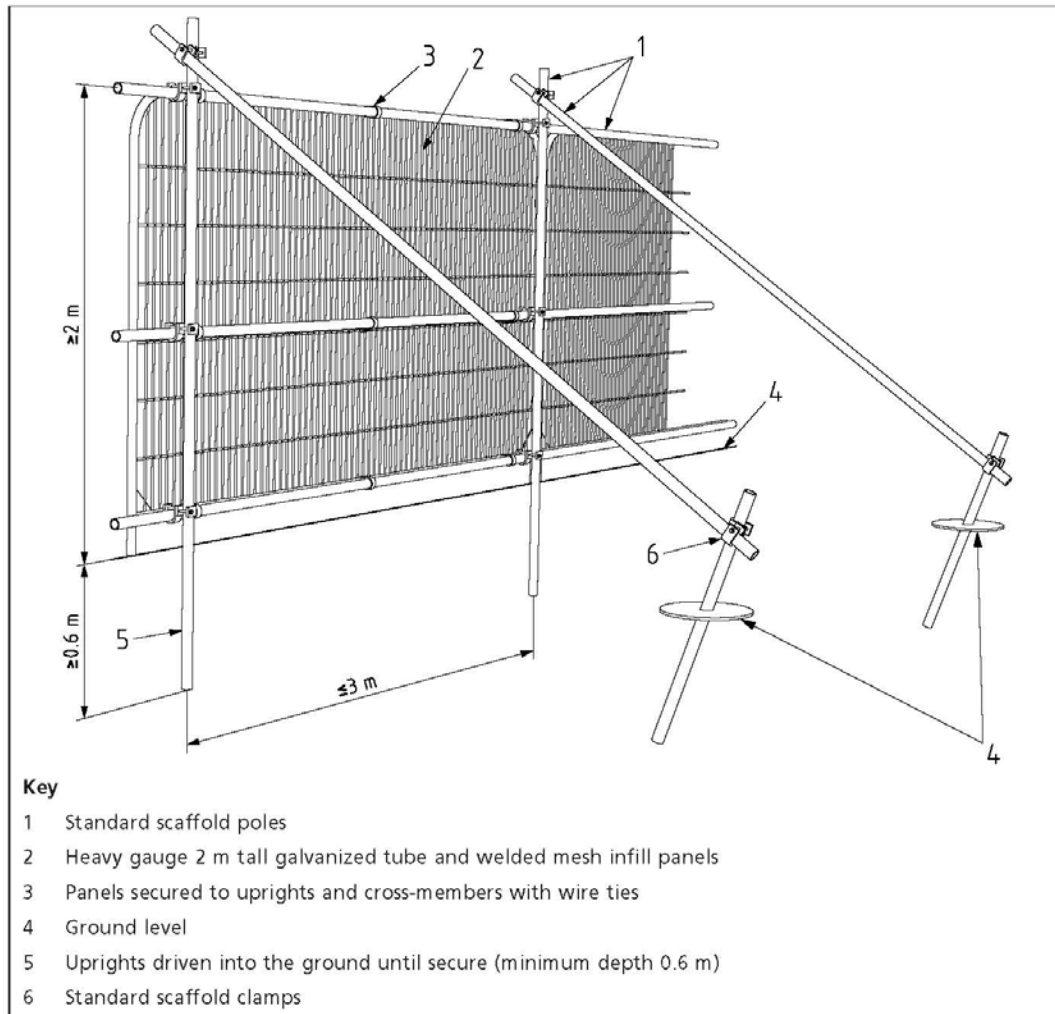 3
2
1
≥2 m
4
6
≥0.6 m
5
≤3 m
4
Key
1 Standard scaffold poles
2 Heavy gauge 2 m tall galvanized tube and welded mesh infill panels
3 Panels secured to uprights and cross-members with wire ties
4 Ground level
5 Uprights driven into the ground until secure (minimum depth 0.6 m)
6 Standard scaffold clamps